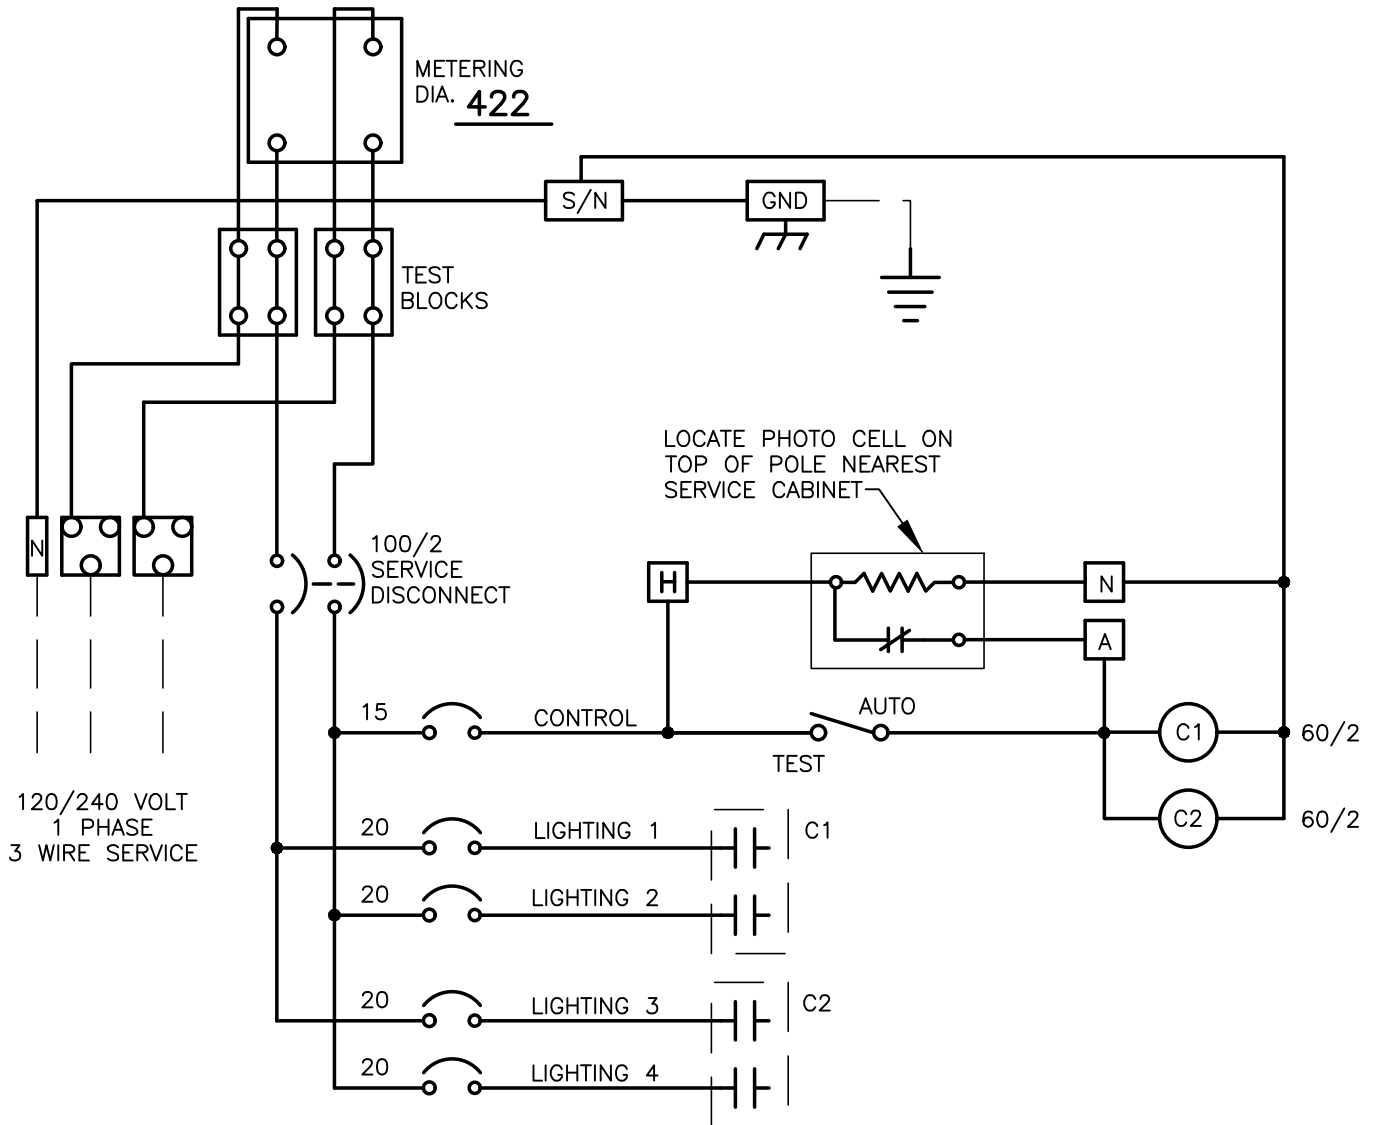 METERING
DIA. 422
S/N
GND
TEST
BLOCKS
LOCATE PHOTO CELL ON
TOP OF POLE NEAREST
SERVICE CABINET
N
100/2
SERVICE
DISCONNECT
H
N
A
15
CONTROL
AUTO
TEST
C1
60/2
120/240 VOLT
1 PHASE
3 WIRE SERVICE
20
LIGHTING 1
C1
C2
60/2
20
LIGHTING 2
20
LIGHTING 3
C2
20
LIGHTING 4